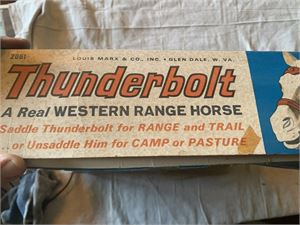 2061
LOUIS MARX & CO., INC. • GLEN DALE, W. VA.
Thunderbolt
A Real WESTERN RANGE HORSE
Saddle Thunderbolt for RANGE and TRAIL
...or Unsaddle Him for CAMP or PASTURE